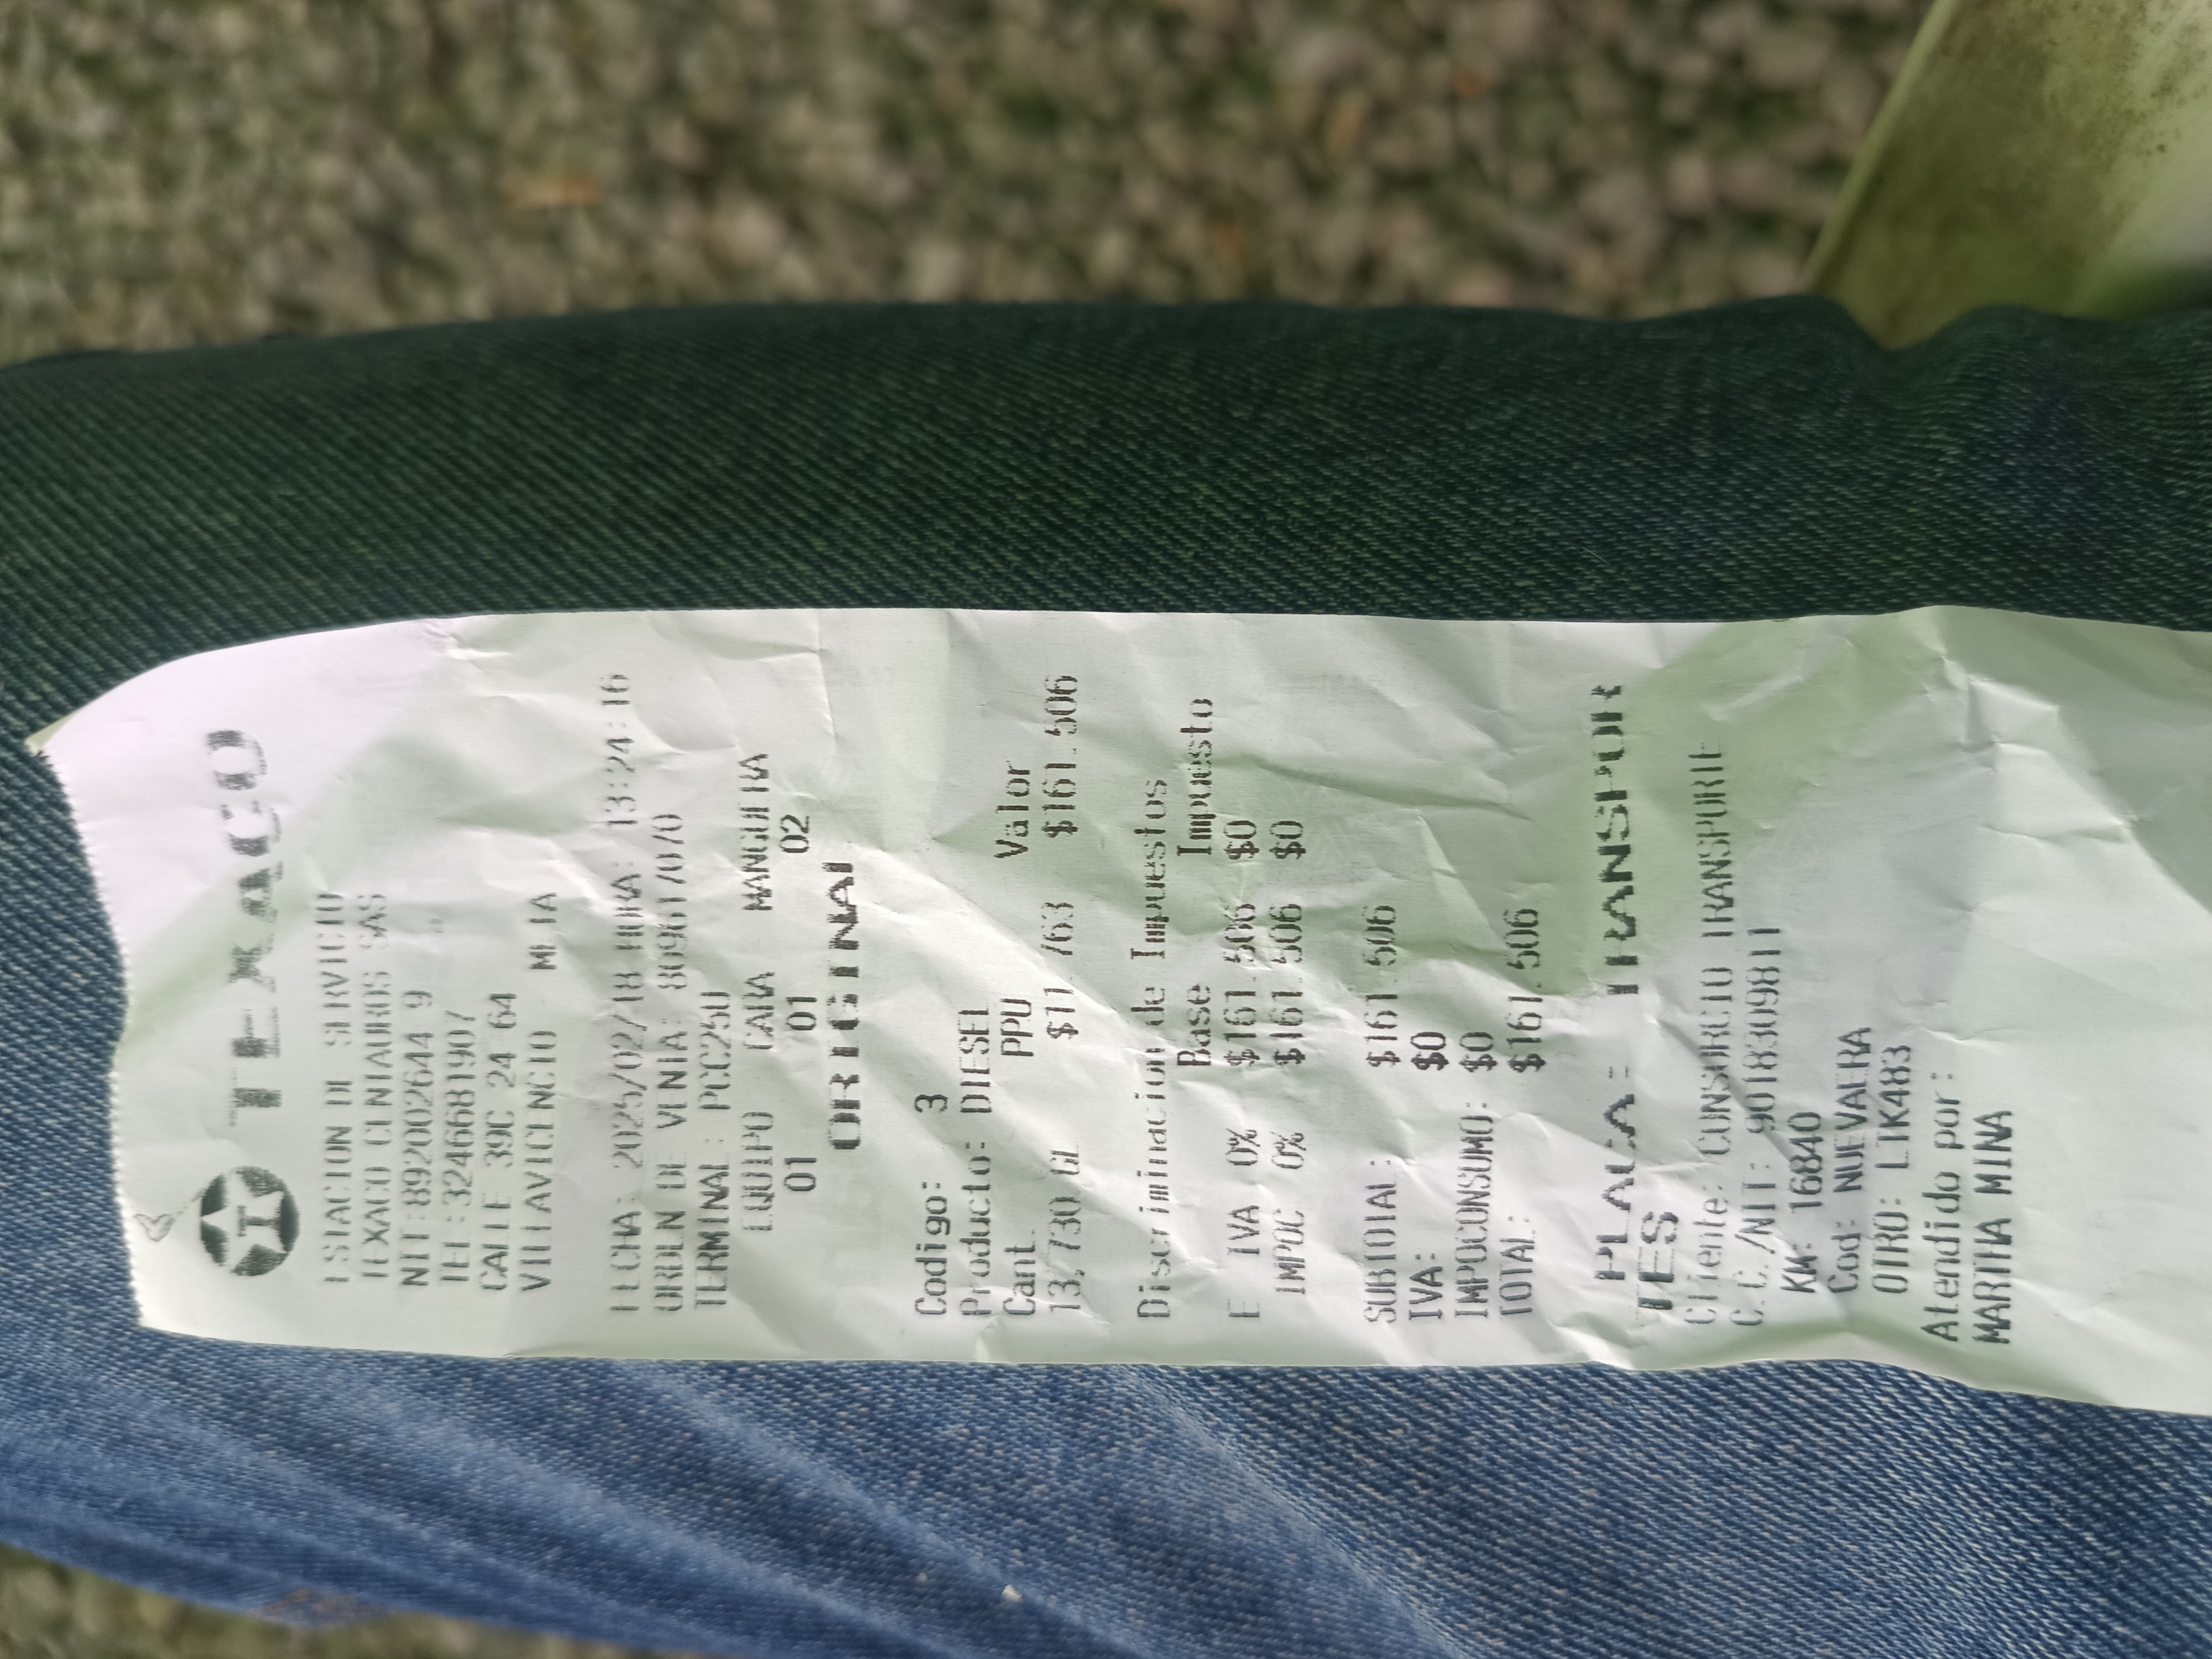 TEXACO
ESTACION DE SERVICIO
TEXACO CENTAUROS SAS
NIT:892002644 9
TEL:3246681907
CALLE 39C 24 64
VILLAVICENCIO META
FECHA: 2025/02/18 HORA: 13:24:16
ORDEN DE VENTA: 809617070
TERMINAL: PCC250
EQUIPO CARA MANGUERA
01 01 02
ORIGINAL
Codigo: 3
Producto: DIESEL
Cant. PPU Valor
13,730 GL $11.763 $161.506
Discriminacion de Impuestos
Base Impuesto
E IVA 0% $161.506 $0
IMPOC 0% $161.506 $0
SUBTOTAL: $161.506
IVA: $0
IMPOCONSUMO: $0
TOTAL: $161.506
PLACA: TRANSPOR
TES
Cliente: CONSORCIO TRANSPORTE
C.C./NIT: 9018309811
KM: 16840
Cod: NUEVAERA
OTRO: LTK483
Atendido por:
MARTHA MINA